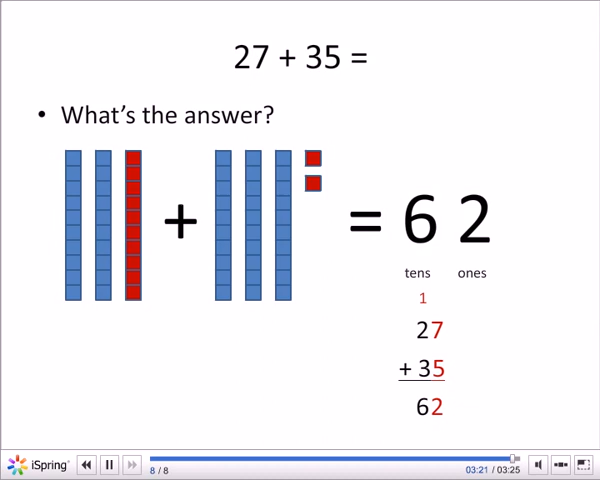 27 + 35 =
• What's the answer?
+ = 6 2
tens ones
1
27
+ 35
62
iSpring
8 / 8
03:21 / 03:25